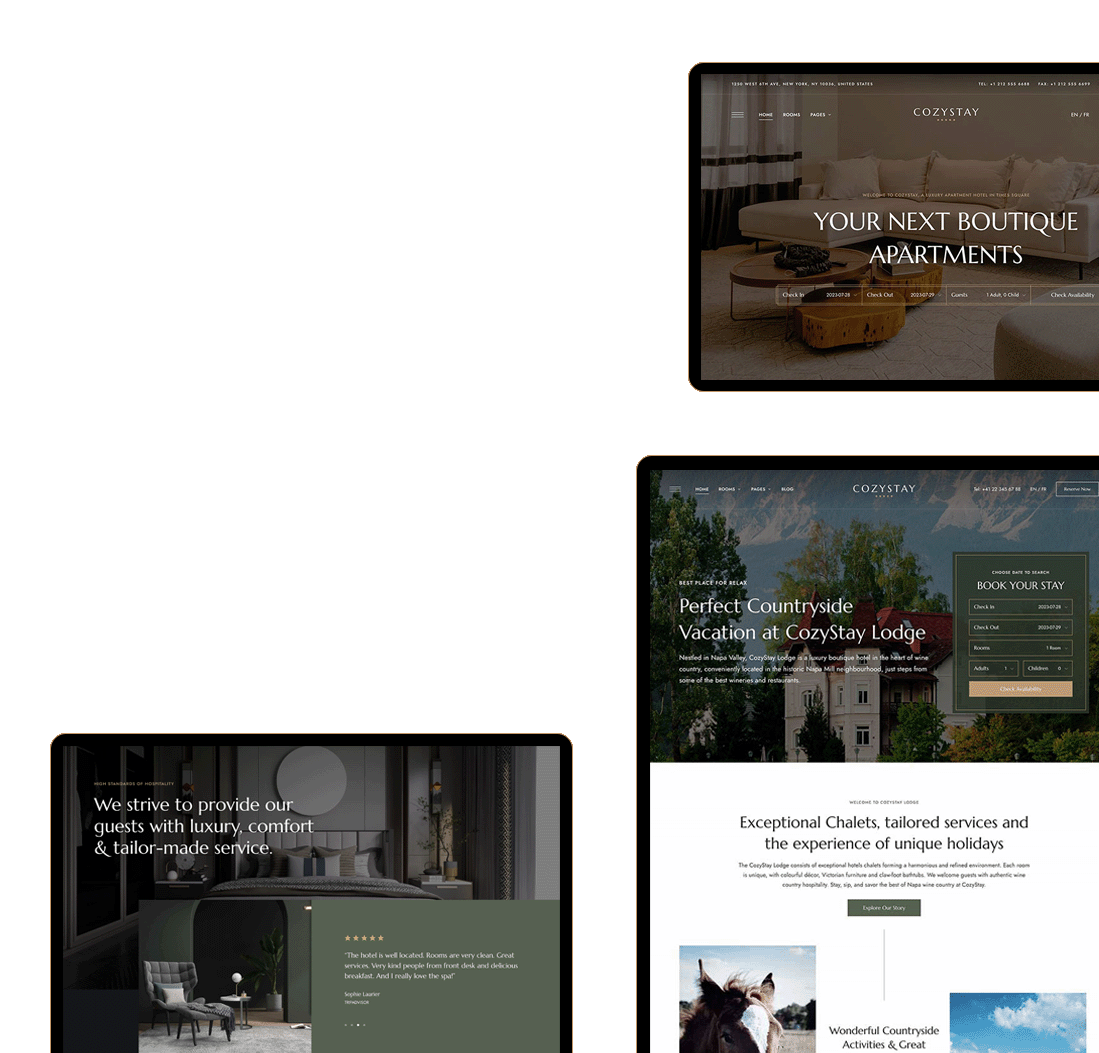 1200 WEST 6TH AVE, NEW YORK, NY 10036, UNITED STATES
TEL: +1 212 555 6688 FAX: +1 212 555 6699
HOME ROOMS PAGES
COZYSTAY
EN / FR
WELCOME TO COZYSTAY, A LUXURY APARTMENT HOTEL IN TIMES SQUARE
YOUR NEXT BOUTIQUE
APARTMENTS
Check In 2023-07-28 Check Out 2023-07-29 Guests 1 Adult, 0 Child Check Availability
HOME ROOMS PAGES BLOG
COZYSTAY
Tel: +41 22 345 67 88 EN / FR Reserve Now
BEST PLACE FOR RELAX
Perfect Countryside
Vacation at CozyStay Lodge
Nestled in Napa Valley, CozyStay Lodge is a luxury boutique hotel in the heart of wine
country, conveniently located in the historic Napa Mill neighbourhood, just steps from
some of the best wineries and restaurants.
CHOOSE DATE TO SEARCH
BOOK YOUR STAY
Check In 2023-07-28
Check Out 2023-07-29
Rooms 1 Room
Adults 1 Children 0
Check Availability
WELCOME TO COZYSTAY LODGE
Exceptional Chalets, tailored services and
the experience of unique holidays
The CozyStay Lodge consists of exceptional hotels chalets forming a harmonious and refined environment. Each room
is unique, with colourful décor, Victorian furniture and claw-foot-bathtubs. We welcome guests with authentic wine
country hospitality. Stay, sip, and savor the best of Napa wine country at CozyStay.
Explore Our Story
Wonderful Countryside
Activities & Great
HIGH STANDARDS OF HOSPITALITY
We strive to provide our
guests with luxury, comfort
& tailor-made service.
"The hotel is well located. Rooms are very clean. Great
services. Very kind people from front desk and delicious
breakfast. And I really love the spa!"
Sophie Laurier
TRIPADVISOR